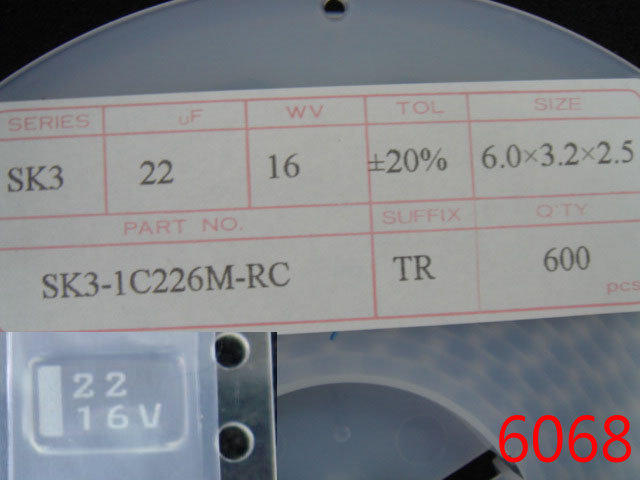 SERIES uF WV TOL SIZE
SK3 22 16 ±20% 6.0×3.2×2.5
PART NO. SUFFIX Q'TY
SK3-1C226M-RC TR 600
pcs
22
16V
6068